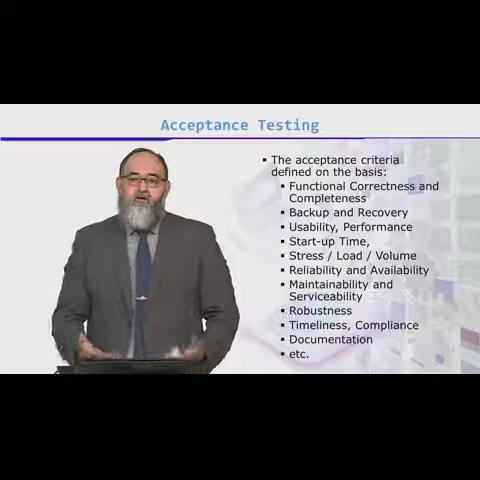 Acceptance Testing
▪ The acceptance criteria
defined on the basis:
▪ Functional Correctness and
Completeness
▪ Backup and Recovery
▪ Usability, Performance
▪ Start-up Time,
▪ Stress / Load / Volume
▪ Reliability and Availability
▪ Maintainability and
Serviceability
▪ Robustness
▪ Timeliness, Compliance
▪ Documentation
▪ etc.